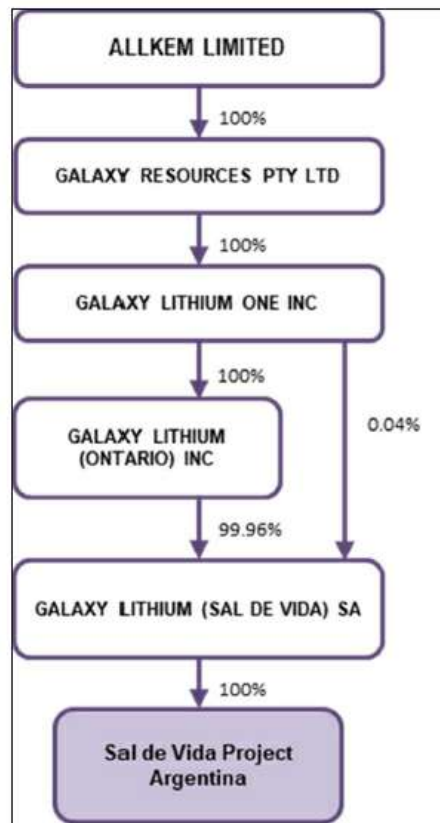 ALLKEM LIMITED
100%
GALAXY RESOURCES PTY LTD
100%
GALAXY LITHIUM ONE INC
100%
0.04%
GALAXY LITHIUM
(ONTARIO) INC
99.96%
GALAXY LITHIUM (SAL DE VIDA) SA
100%
Sal de Vida Project
Argentina